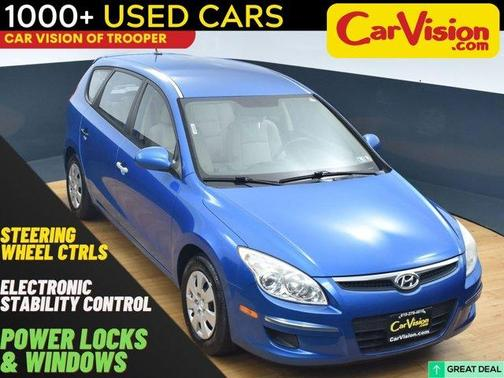 1000+ USED CARS
CAR VISION OF TROOPER
CarVision
.com
STEERING
WHEEL CTRLS
ELECTRONIC
STABILITY CONTROL
POWER LOCKS
& WINDOWS
CarVision
.com
GREAT DEAL